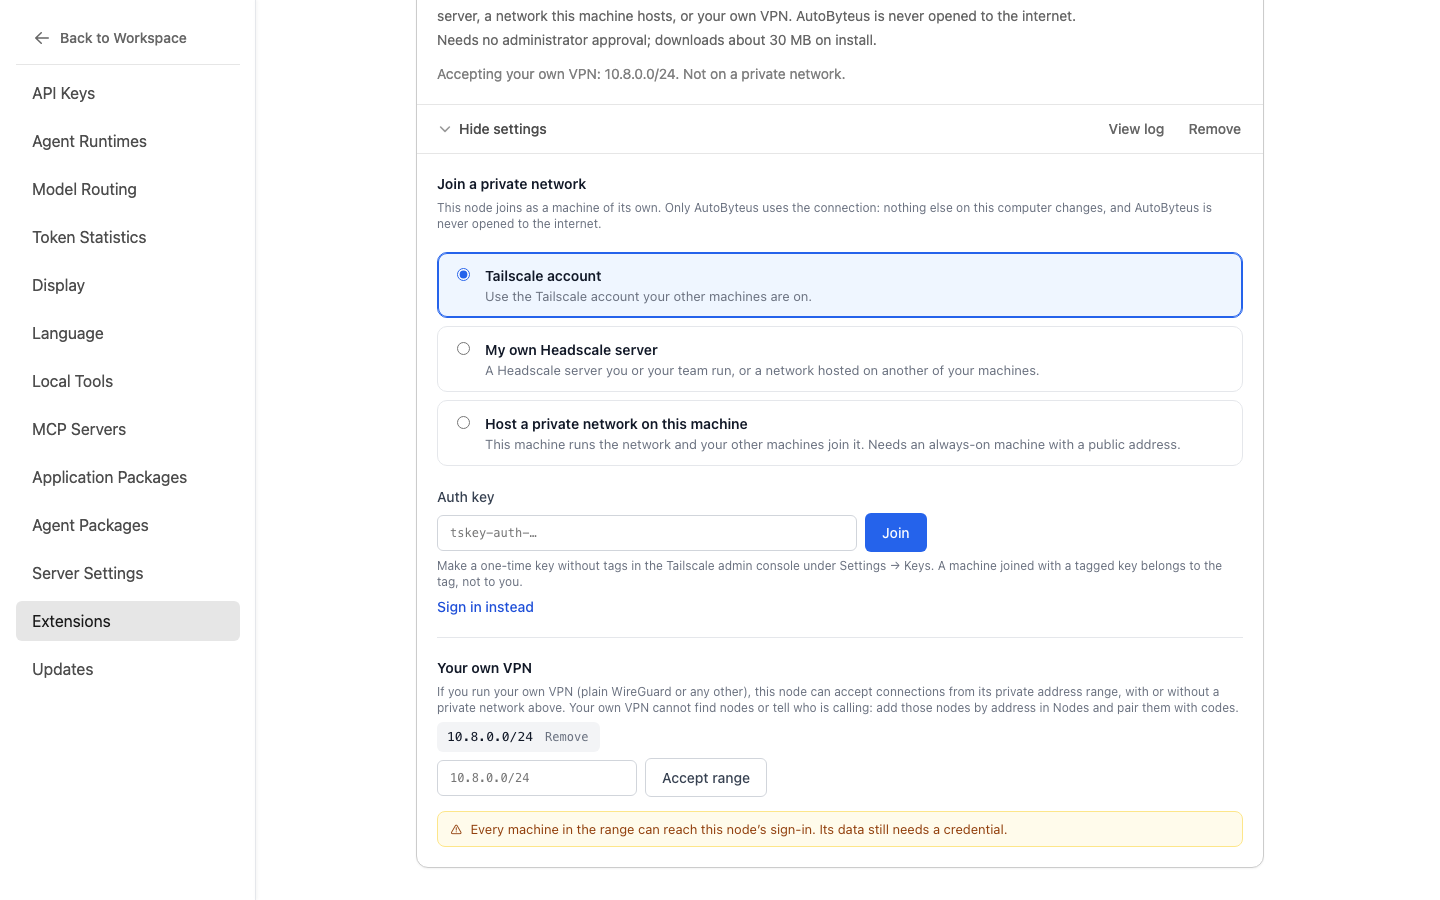 Back to Workspace
API Keys
Agent Runtimes
Model Routing
Token Statistics
Display
Language
Local Tools
MCP Servers
Application Packages
Agent Packages
Server Settings
Extensions
Updates
server, a network this machine hosts, or your own VPN. AutoByteus is never opened to the internet.
Needs no administrator approval; downloads about 30 MB on install.
Accepting your own VPN: 10.8.0.0/24. Not on a private network.
Hide settings
View log
Remove
Join a private network
This node joins as a machine of its own. Only AutoByteus uses the connection: nothing else on this computer changes, and AutoByteus is
never opened to the internet.
Tailscale account
Use the Tailscale account your other machines are on.
My own Headscale server
A Headscale server you or your team run, or a network hosted on another of your machines.
Host a private network on this machine
This machine runs the network and your other machines join it. Needs an always-on machine with a public address.
Auth key
tskey-auth-…
Join
Make a one-time key without tags in the Tailscale admin console under Settings → Keys. A machine joined with a tagged key belongs to the
tag, not to you.
Sign in instead
Your own VPN
If you run your own VPN (plain WireGuard or any other), this node can accept connections from its private address range, with or without a
private network above. Your own VPN cannot find nodes or tell who is calling: add those nodes by address in Nodes and pair them with codes.
10.8.0.0/24 Remove
10.8.0.0/24
Accept range
⚠ Every machine in the range can reach this node’s sign-in. Its data still needs a credential.